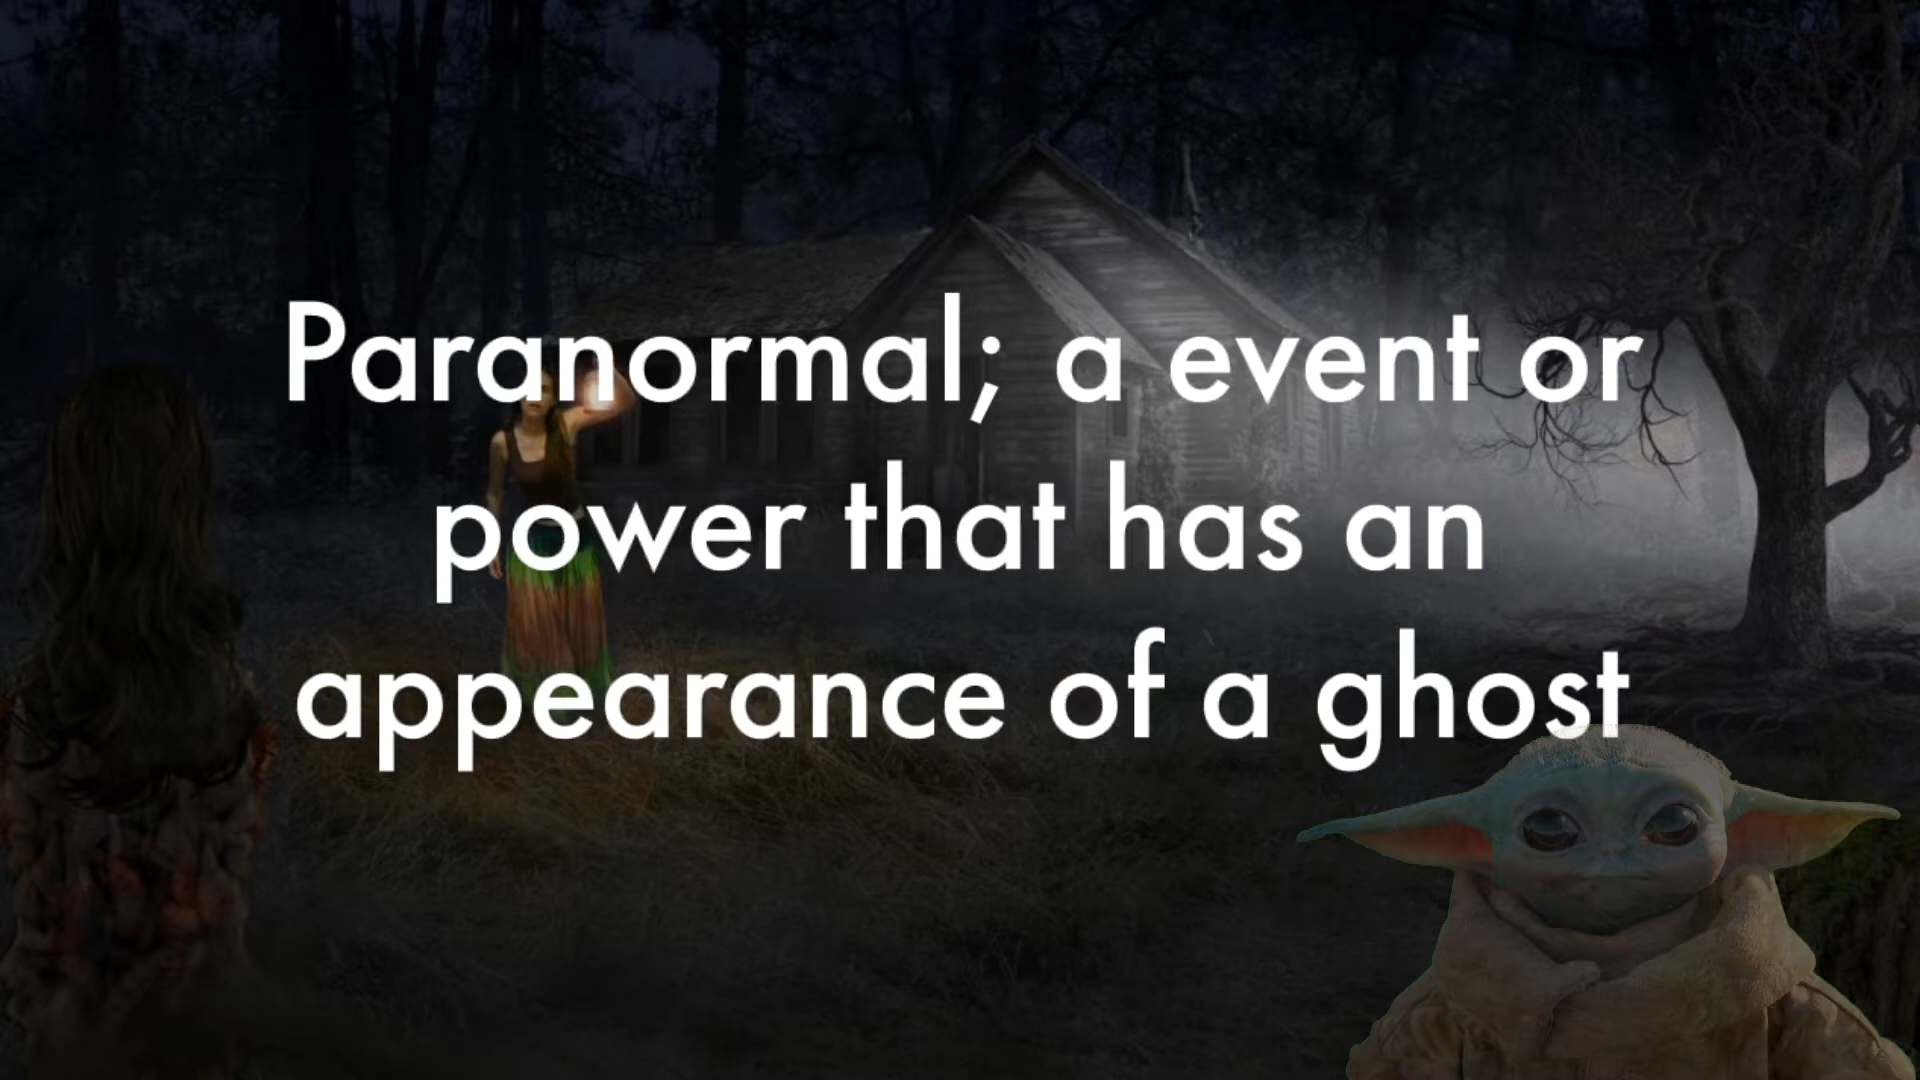 Paranormal; a event or
power that has an
appearance of a ghost